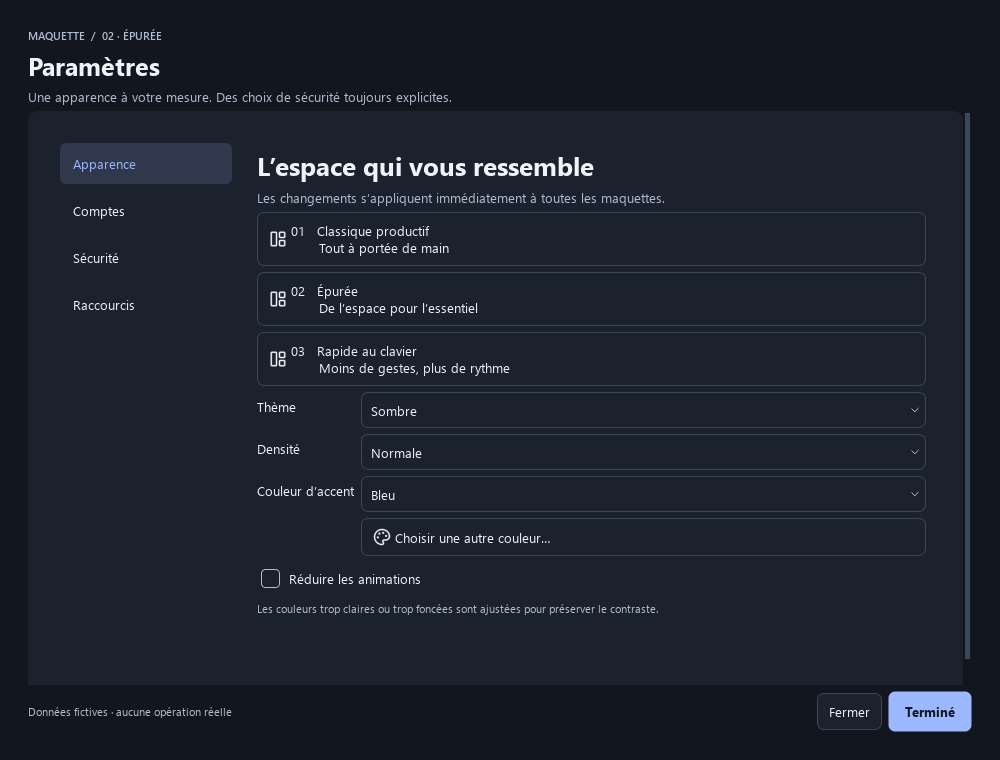 MAQUETTE / 02 · ÉPURÉE
Paramètres
Une apparence à votre mesure. Des choix de sécurité toujours explicites.
Apparence
Comptes
Sécurité
Raccourcis
L’espace qui vous ressemble
Les changements s'appliquent immédiatement à toutes les maquettes.
01 Classique productif
Tout à portée de main
02 Épurée
De l'espace pour l'essentiel
03 Rapide au clavier
Moins de gestes, plus de rythme
Thème
Sombre
Densité
Normale
Couleur d'accent
Bleu
Choisir une autre couleur…
Réduire les animations
Les couleurs trop claires ou trop foncées sont ajustées pour préserver le contraste.
Données fictives · aucune opération réelle
Fermer
Terminé